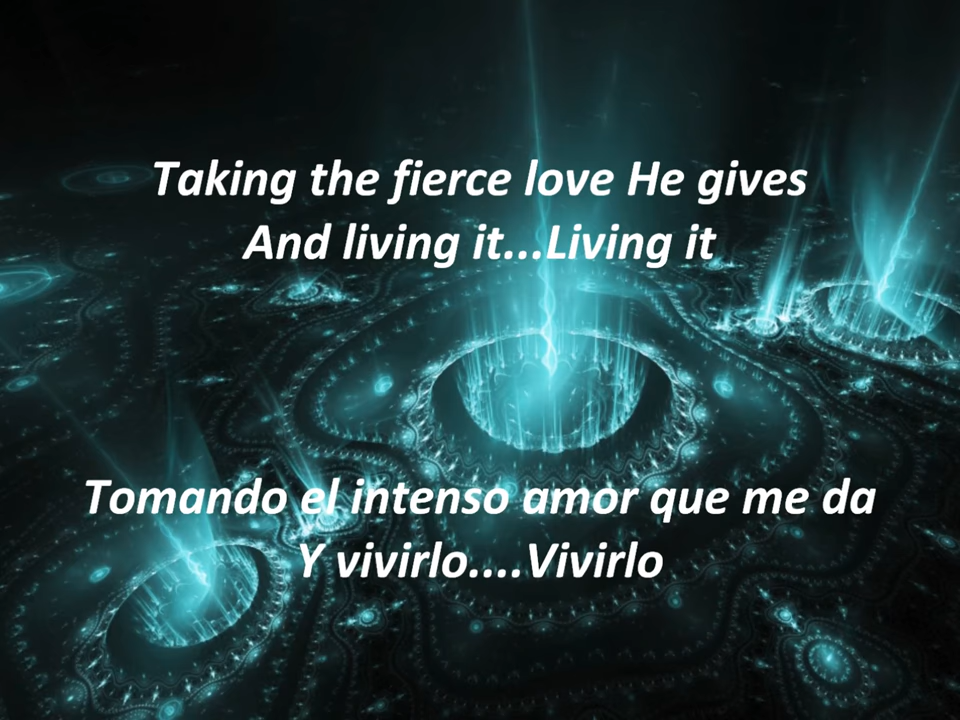 Taking the fierce love He gives
And living it...Living it
Tomando el intenso amor que me da
Y vivirlo....Vivirlo